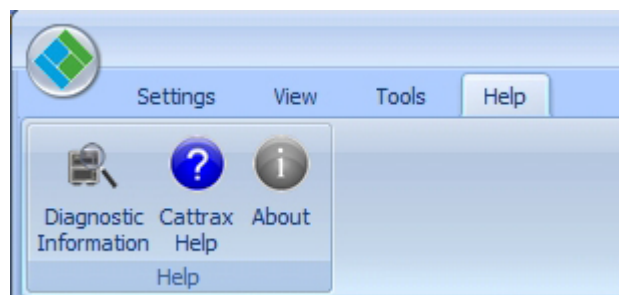 Settings View Tools Help
Diagnostic Cattrax About
Information Help
Help